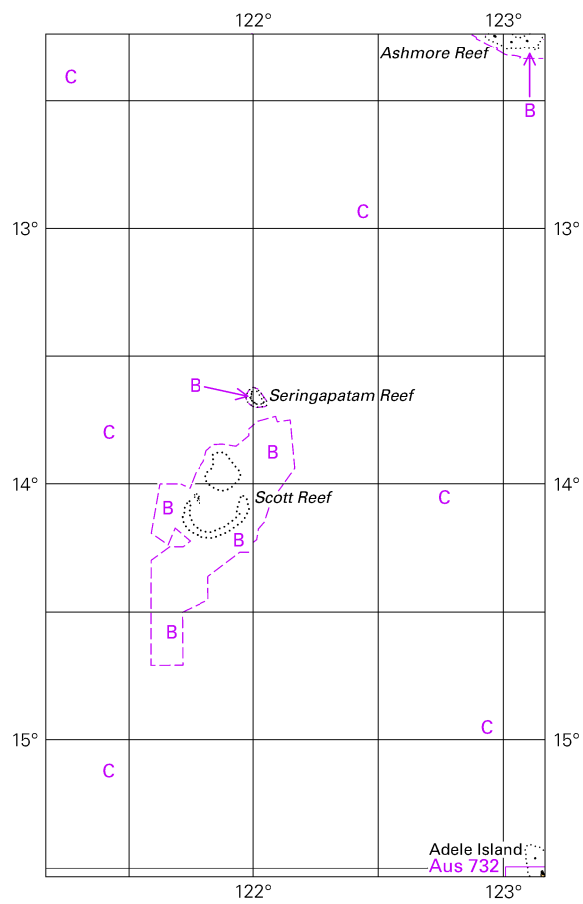 122° 123°
Ashmore Reef
C
B
C
13° 13°
B
Seringapatam Reef
C
B
14° 14°
Scott Reef
C
B
B
B
C
15° 15°
C
Adele Island
Aus 732
122° 123°